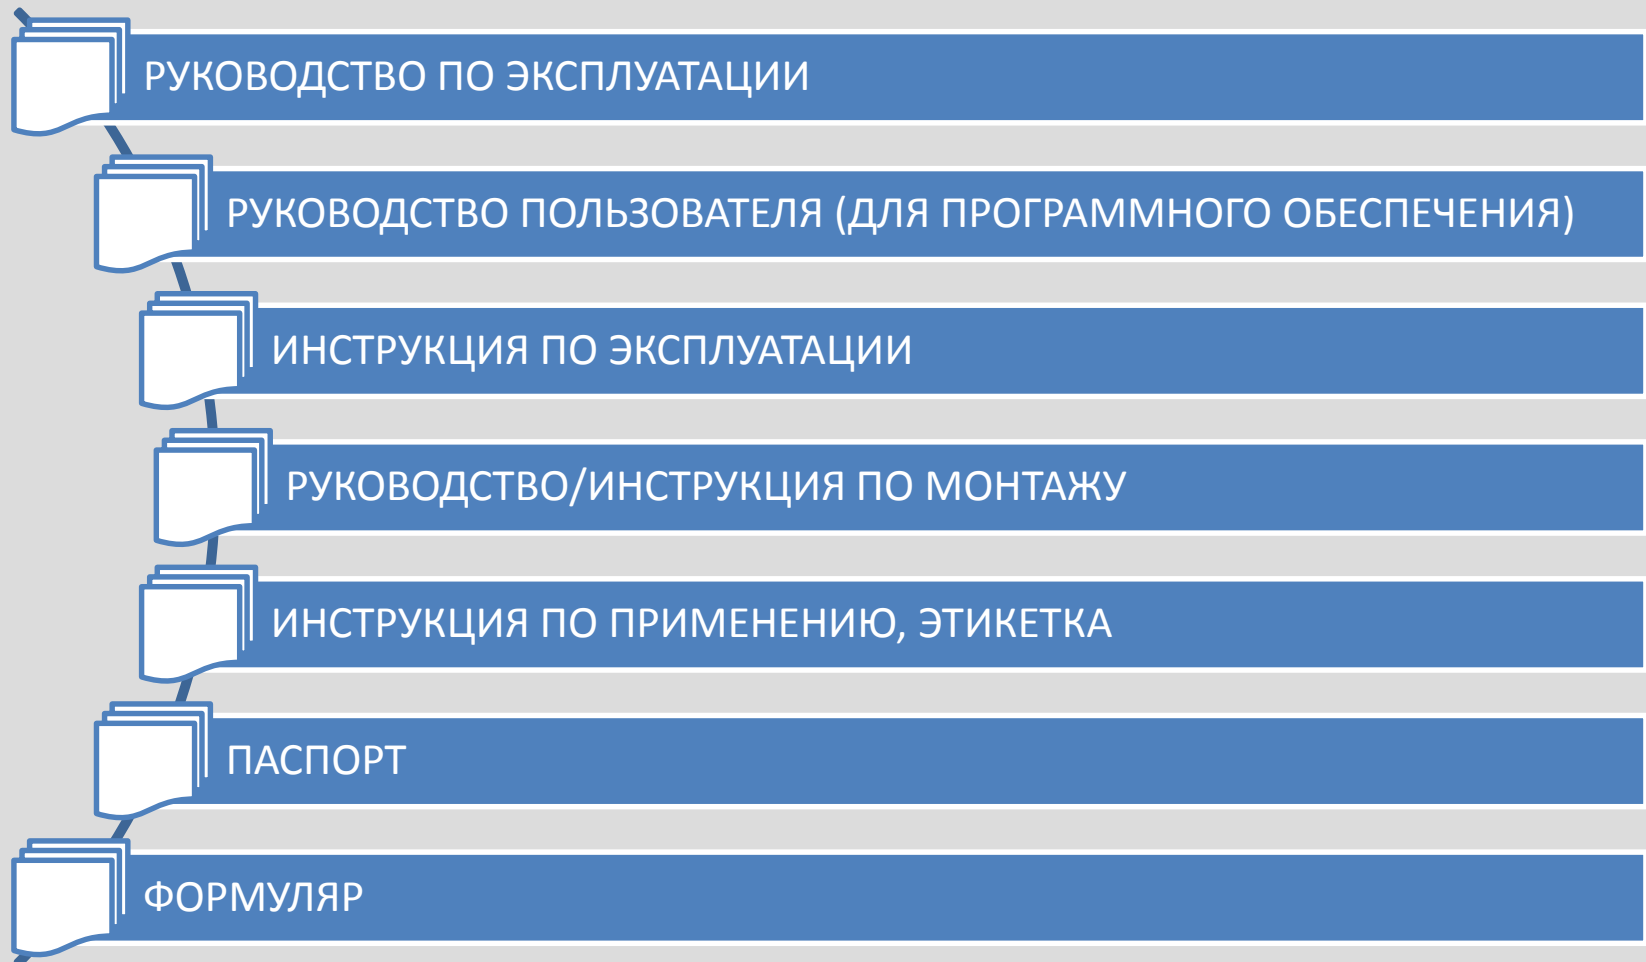 РУКОВОДСТВО ПО ЭКСПЛУАТАЦИИ
РУКОВОДСТВО ПОЛЬЗОВАТЕЛЯ (ДЛЯ ПРОГРАММНОГО ОБЕСПЕЧЕНИЯ)
ИНСТРУКЦИЯ ПО ЭКСПЛУАТАЦИИ
РУКОВОДСТВО/ИНСТРУКЦИЯ ПО МОНТАЖУ
ИНСТРУКЦИЯ ПО ПРИМЕНЕНИЮ, ЭТИКЕТКА
ПАСПОРТ
ФОРМУЛЯР